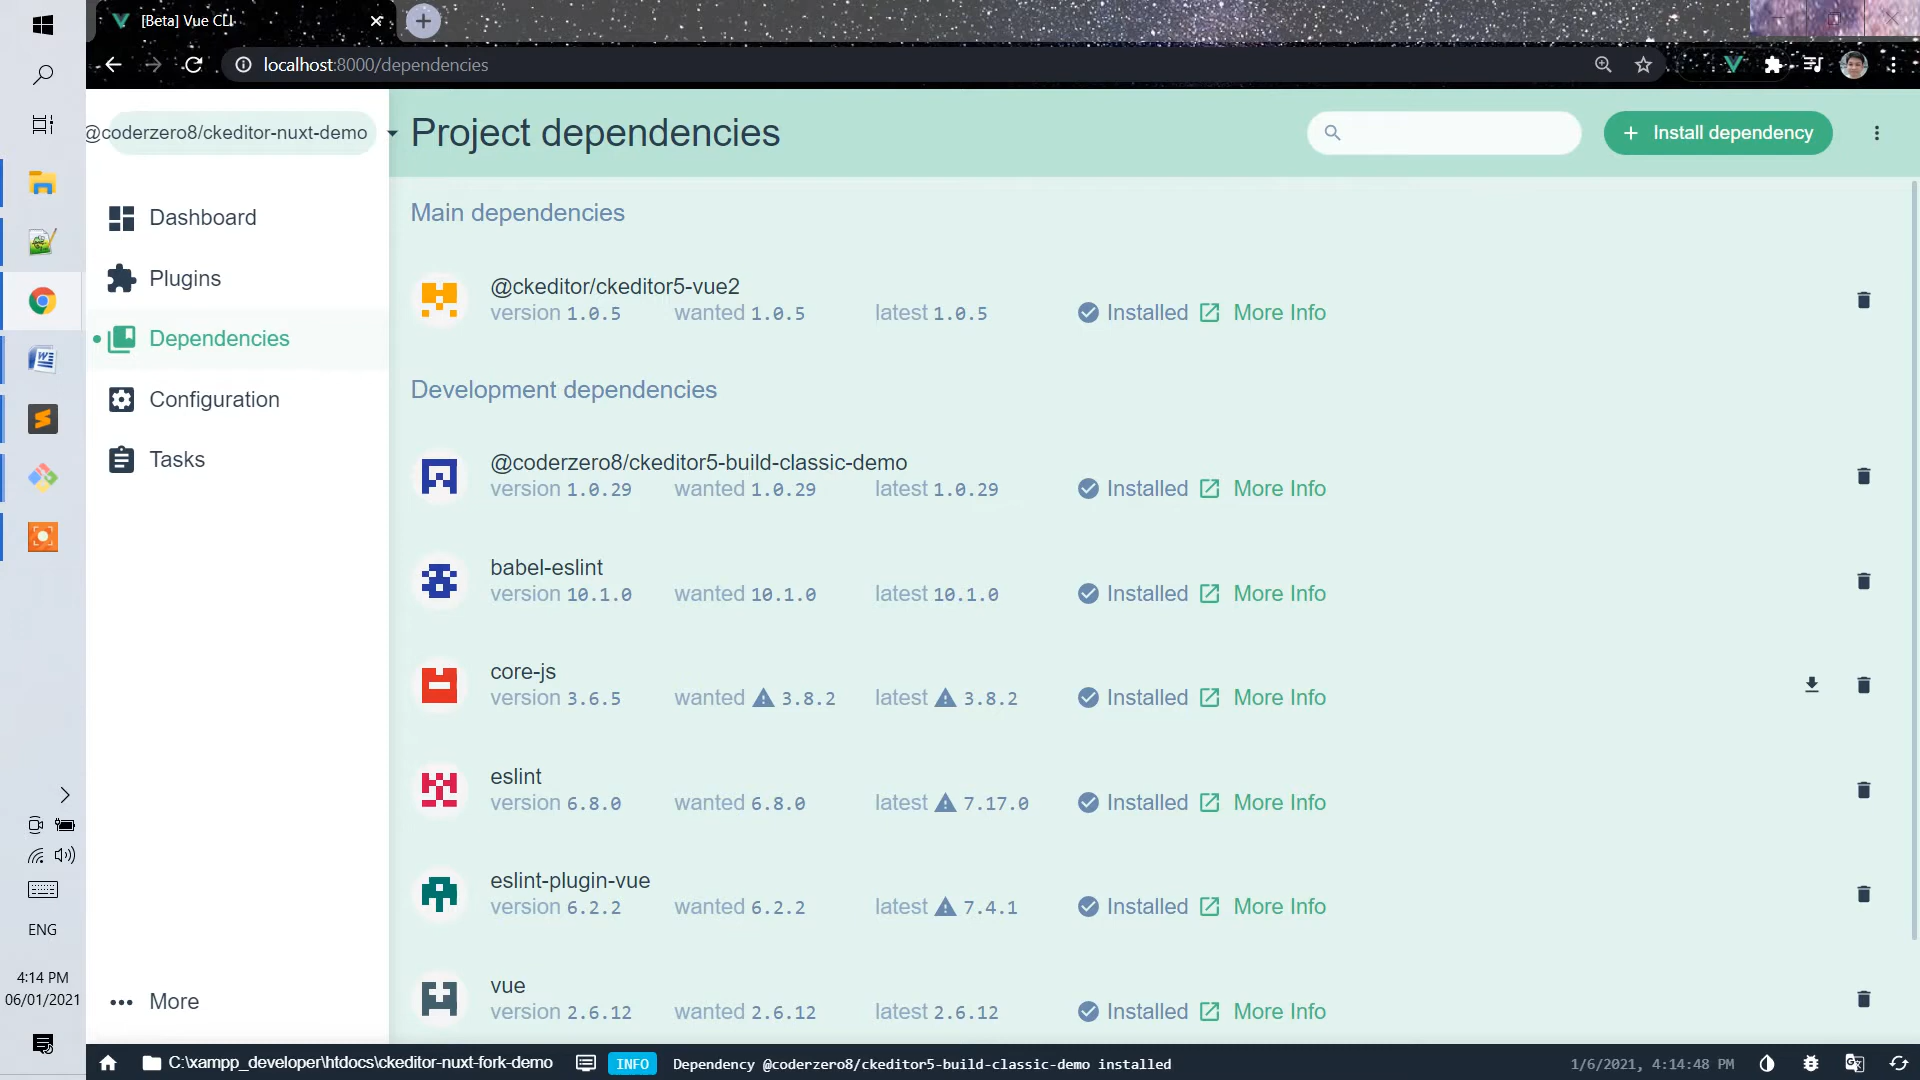 [Beta] Vue CLI
localhost:8000/dependencies
@coderzero8/ckeditor-nuxt-demo
Project dependencies
Install dependency
Dashboard
Plugins
Dependencies
Configuration
Tasks
More
Main dependencies
@ckeditor/ckeditor5-vue2
version 1.0.5 wanted 1.0.5 latest 1.0.5 Installed More Info
Development dependencies
@coderzero8/ckeditor5-build-classic-demo
version 1.0.29 wanted 1.0.29 latest 1.0.29 Installed More Info
babel-eslint
version 10.1.0 wanted 10.1.0 latest 10.1.0 Installed More Info
core-js
version 3.6.5 wanted 3.8.2 latest 3.8.2 Installed More Info
eslint
version 6.8.0 wanted 6.8.0 latest 7.17.0 Installed More Info
eslint-plugin-vue
version 6.2.2 wanted 6.2.2 latest 7.4.1 Installed More Info
vue
version 2.6.12 wanted 2.6.12 latest 2.6.12 Installed More Info
ENG
4:14 PM
06/01/2021
C:\xampp_developer\htdocs\ckeditor-nuxt-fork-demo INFO Dependency @coderzero8/ckeditor5-build-classic-demo installed 1/6/2021, 4:14:48 PM